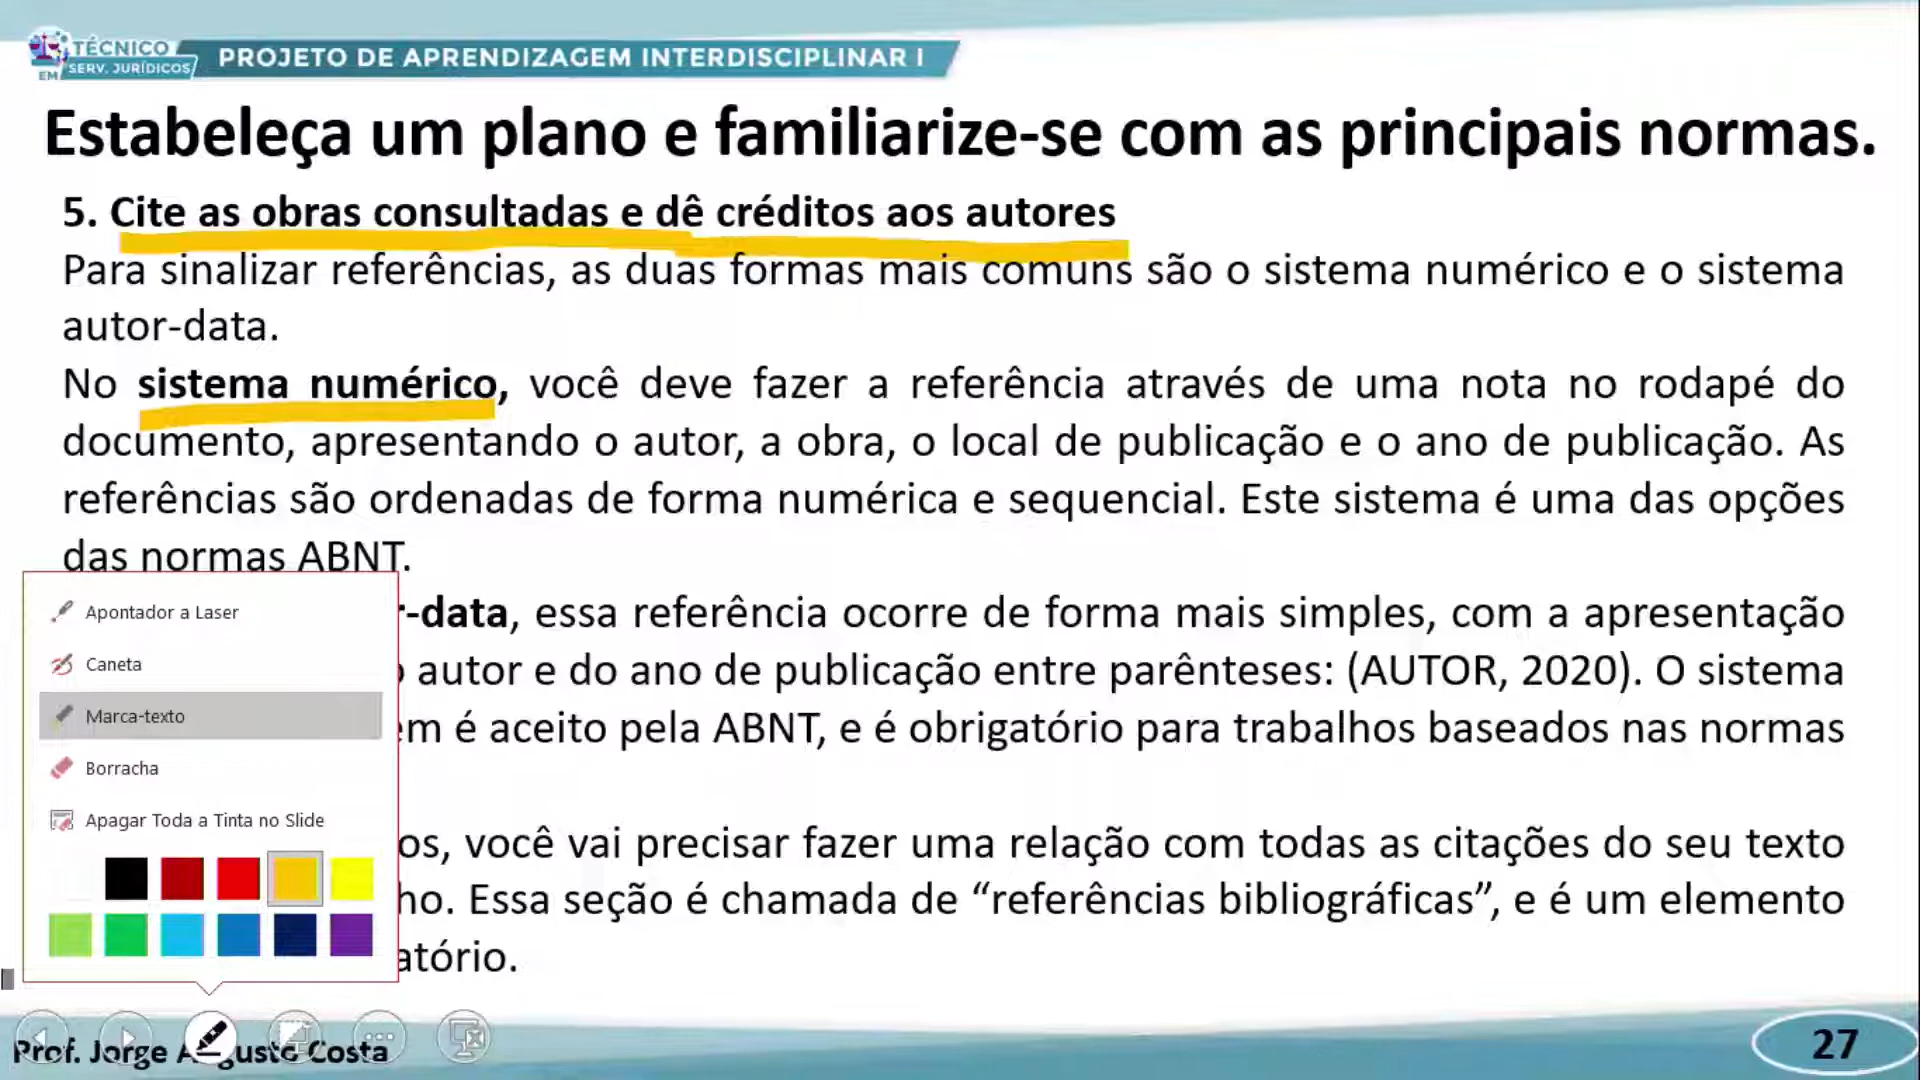 TÉCNICO
EM SERV. JURÍDICOS
PROJETO DE APRENDIZAGEM INTERDISCIPLINAR I
Estabeleça um plano e familiarize-se com as principais normas.
5. Cite as obras consultadas e dê créditos aos autores
Para sinalizar referências, as duas formas mais comuns são o sistema numérico e o sistema
autor-data.
No sistema numérico, você deve fazer a referência através de uma nota no rodapé do
documento, apresentando o autor, a obra, o local de publicação e o ano de publicação. As
referências são ordenadas de forma numérica e sequencial. Este sistema é uma das opções
das normas ABNT.
r-data, essa referência ocorre de forma mais simples, com a apresentação
autor e do ano de publicação entre parênteses: (AUTOR, 2020). O sistema
em é aceito pela ABNT, e é obrigatório para trabalhos baseados nas normas
os, você vai precisar fazer uma relação com todas as citações do seu texto
ho. Essa seção é chamada de “referências bibliográficas”, e é um elemento
atório.
Apontador a Laser
Caneta
Marca-texto
Borracha
Apagar Toda a Tinta no Slide
Prof. Jorge Augusto Costa
27